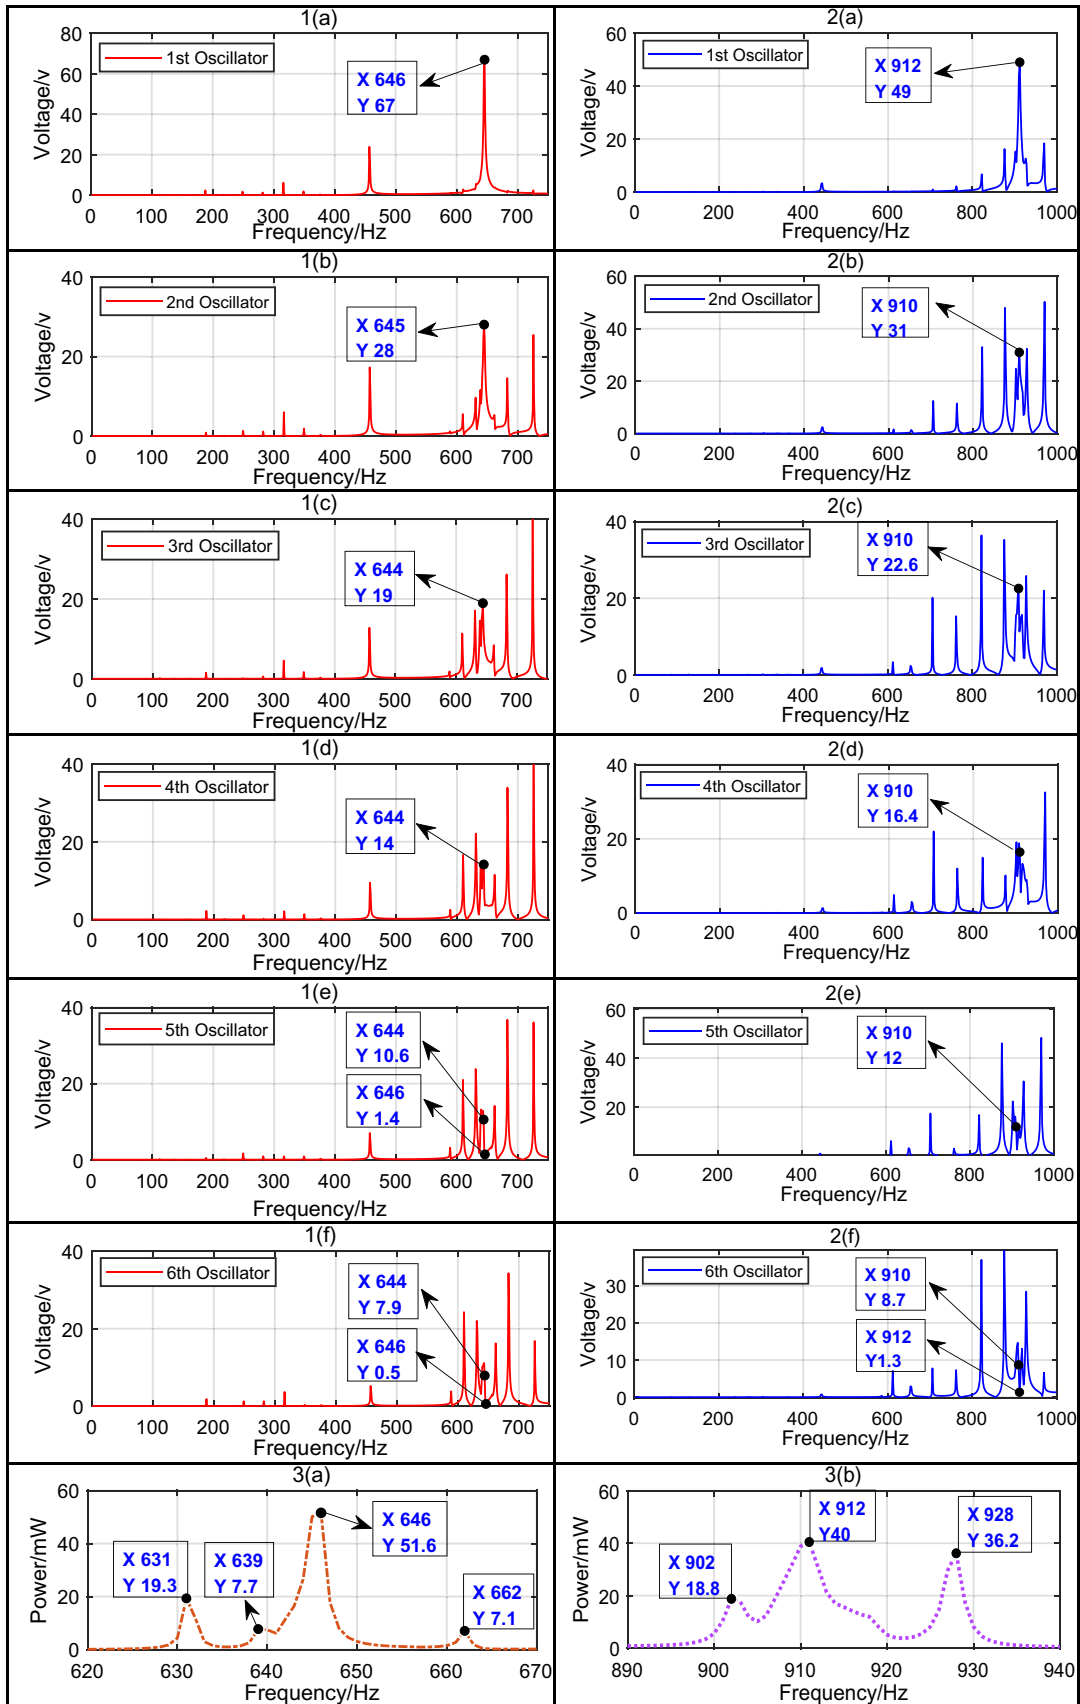 1(a)
80
60
40
20
0
Voltage/v
1st Oscillator
X 646
Y 67
0 100 200 300 400 500 600 700
Frequency/Hz
2(a)
60
40
20
0
Voltage/v
1st Oscillator
X 912
Y 49
0 200 400 600 800 1000
Frequency/Hz
1(b)
40
20
0
Voltage/v
2nd Oscillator
X 645
Y 28
0 100 200 300 400 500 600 700
Frequency/Hz
2(b)
60
40
20
0
Voltage/v
2nd Oscillator
X 910
Y 31
0 200 400 600 800 1000
Frequency/Hz
1(c)
40
20
0
Voltage/v
3rd Oscillator
X 644
Y 19
0 100 200 300 400 500 600 700
Frequency/Hz
2(c)
40
20
0
Voltage/v
3rd Oscillator
X 910
Y 22.6
0 200 400 600 800 1000
Frequency/Hz
1(d)
40
20
0
Voltage/v
4th Oscillator
X 644
Y 14
0 100 200 300 400 500 600 700
Frequency/Hz
2(d)
40
20
0
Voltage/v
4th Oscillator
X 910
Y 16.4
0 200 400 600 800 1000
Frequency/Hz
1(e)
40
20
0
Voltage/v
5th Oscillator
X 644
Y 10.6
X 646
Y 1.4
0 100 200 300 400 500 600 700
Frequency/Hz
2(e)
60
40
20
Voltage/v
5th Oscillator
X 910
Y 12
0 200 400 600 800 1000
Frequency/Hz
1(f)
40
20
0
Voltage/v
6th Oscillator
X 644
Y 7.9
X 646
Y 0.5
0 100 200 300 400 500 600 700
Frequency/Hz
2(f)
30
20
10
0
Voltage/v
6th Oscillator
X 910
Y 8.7
X 912
Y1.3
0 200 400 600 800 1000
Frequency/Hz
3(a)
60
40
20
0
Power/mW
X 631
Y 19.3
X 639
Y 7.7
X 646
Y 51.6
X 662
Y 7.1
620 630 640 650 660 670
Frequency/Hz
3(b)
60
40
20
0
Power/mW
X 902
Y 18.8
X 912
Y40
X 928
Y 36.2
890 900 910 920 930 940
Frequency/Hz